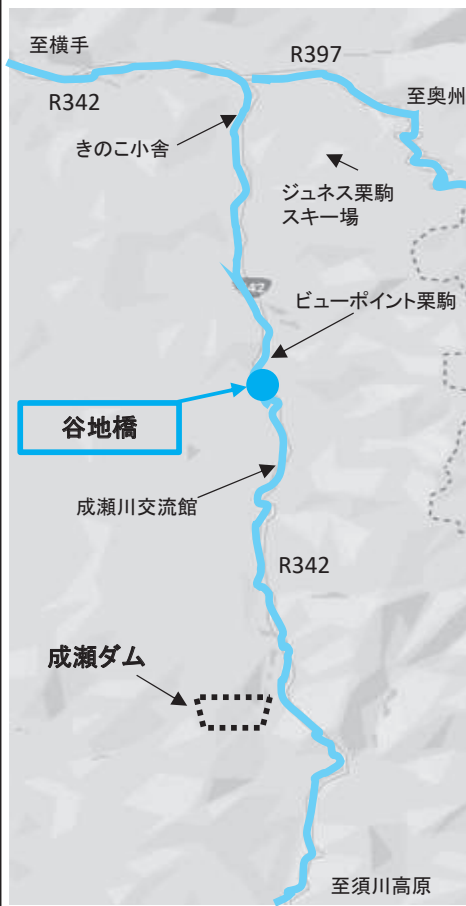 至横手
R397
R342
至奥州
きのこ小舎
ジュネス栗駒
スキー場
42
ビューポイント栗駒
谷地橋
成瀬川交流館
R342
成瀬ダム
至須川高原